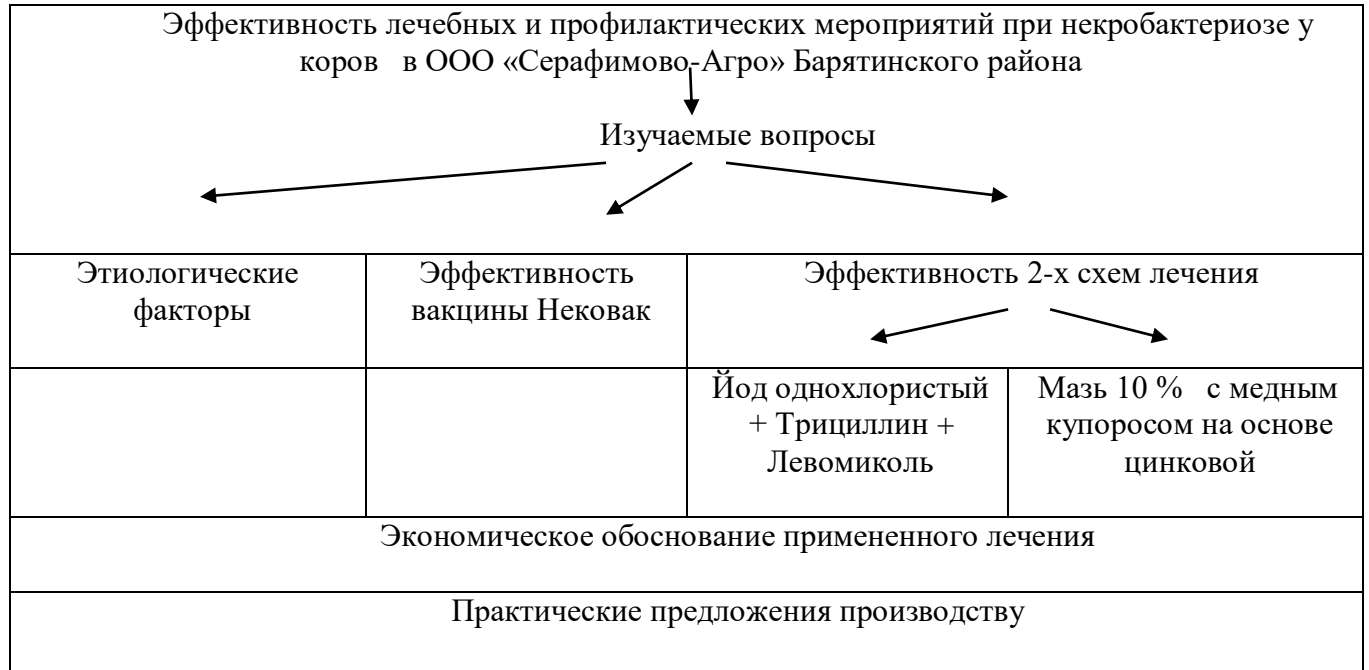 Эффективность лечебных и профилактических мероприятий при некробактериозе у
коров в ООО «Серафимово-Агро» Барятинского района
Изучаемые вопросы
Этиологические
факторы
Эффективность
вакцины Нековак
Эффективность 2-х схем лечения
Йод однохлористый
+ Трициллин +
Левомиколь
Мазь 10 % с медным
купоросом на основе
цинковой
Экономическое обоснование примененного лечения
Практические предложения производству